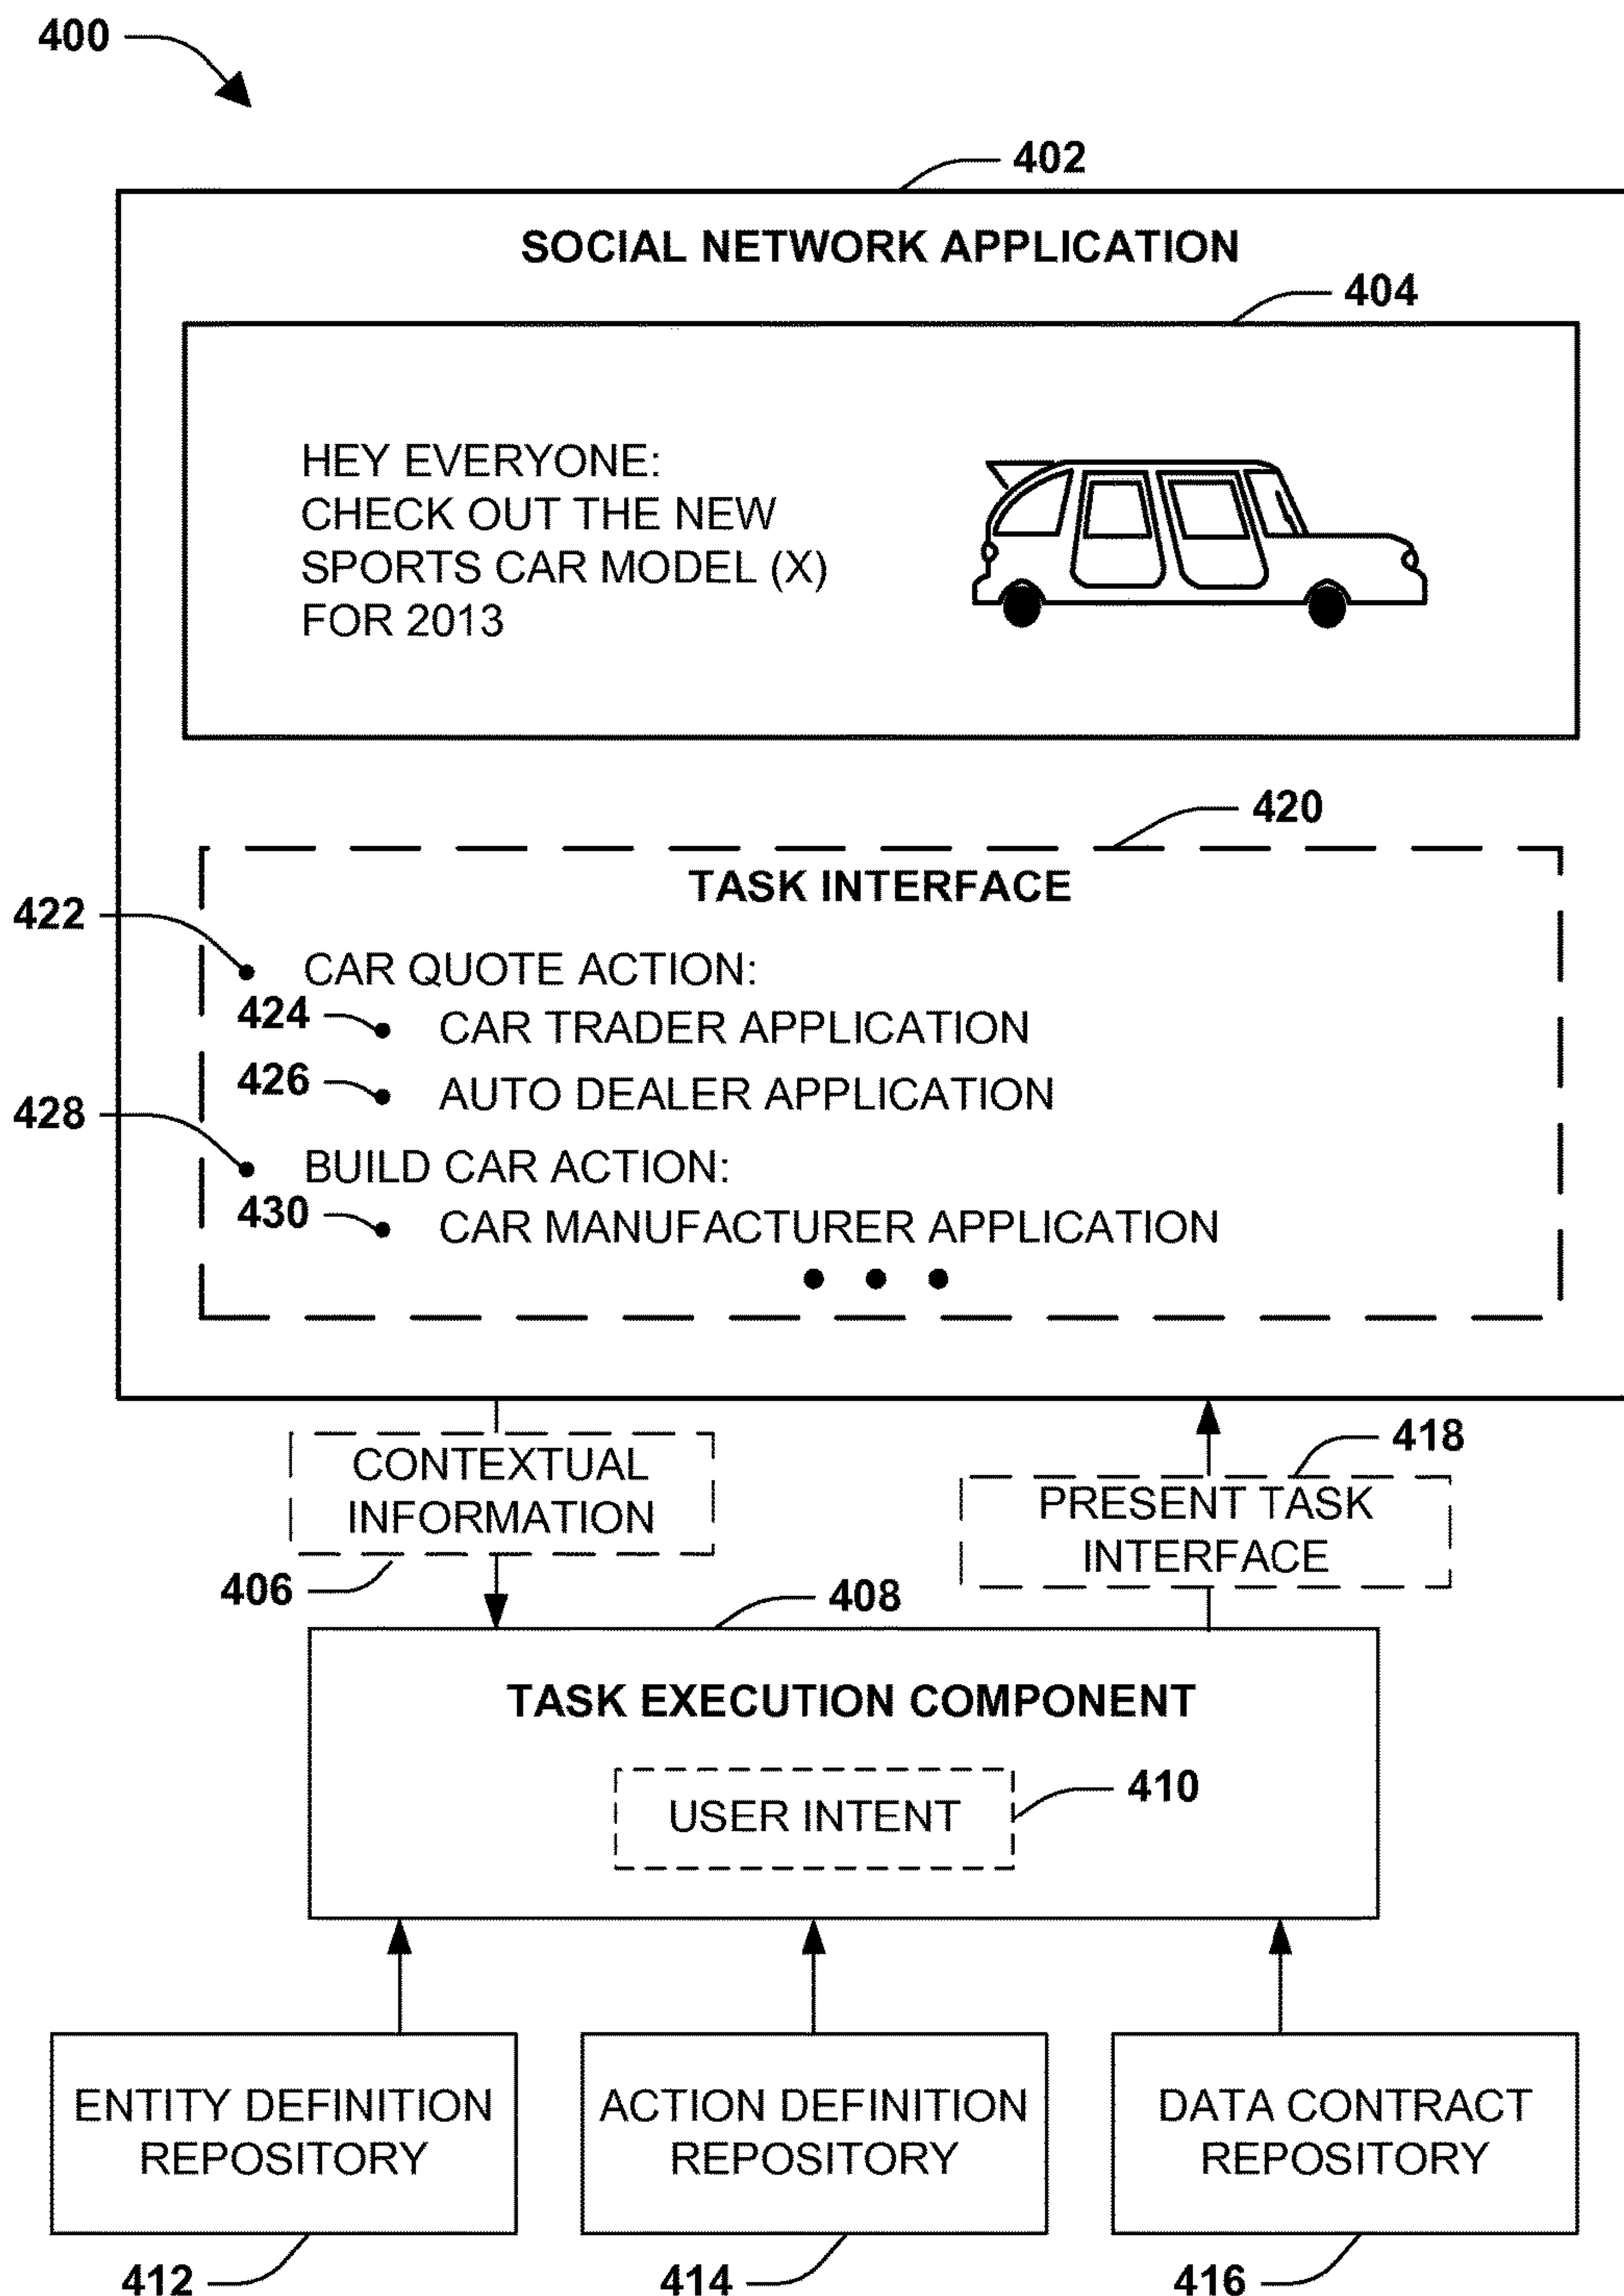 400
402
SOCIAL NETWORK APPLICATION
404
HEY EVERYONE:
CHECK OUT THE NEW
SPORTS CAR MODEL (X)
FOR 2013
420
TASK INTERFACE
422
• CAR QUOTE ACTION:
424
• CAR TRADER APPLICATION
426
• AUTO DEALER APPLICATION
428
• BUILD CAR ACTION:
430
• CAR MANUFACTURER APPLICATION
• • •
CONTEXTUAL
INFORMATION
406
418
PRESENT TASK
INTERFACE
408
TASK EXECUTION COMPONENT
USER INTENT
410
ENTITY DEFINITION
REPOSITORY
412
ACTION DEFINITION
REPOSITORY
414
DATA CONTRACT
REPOSITORY
416